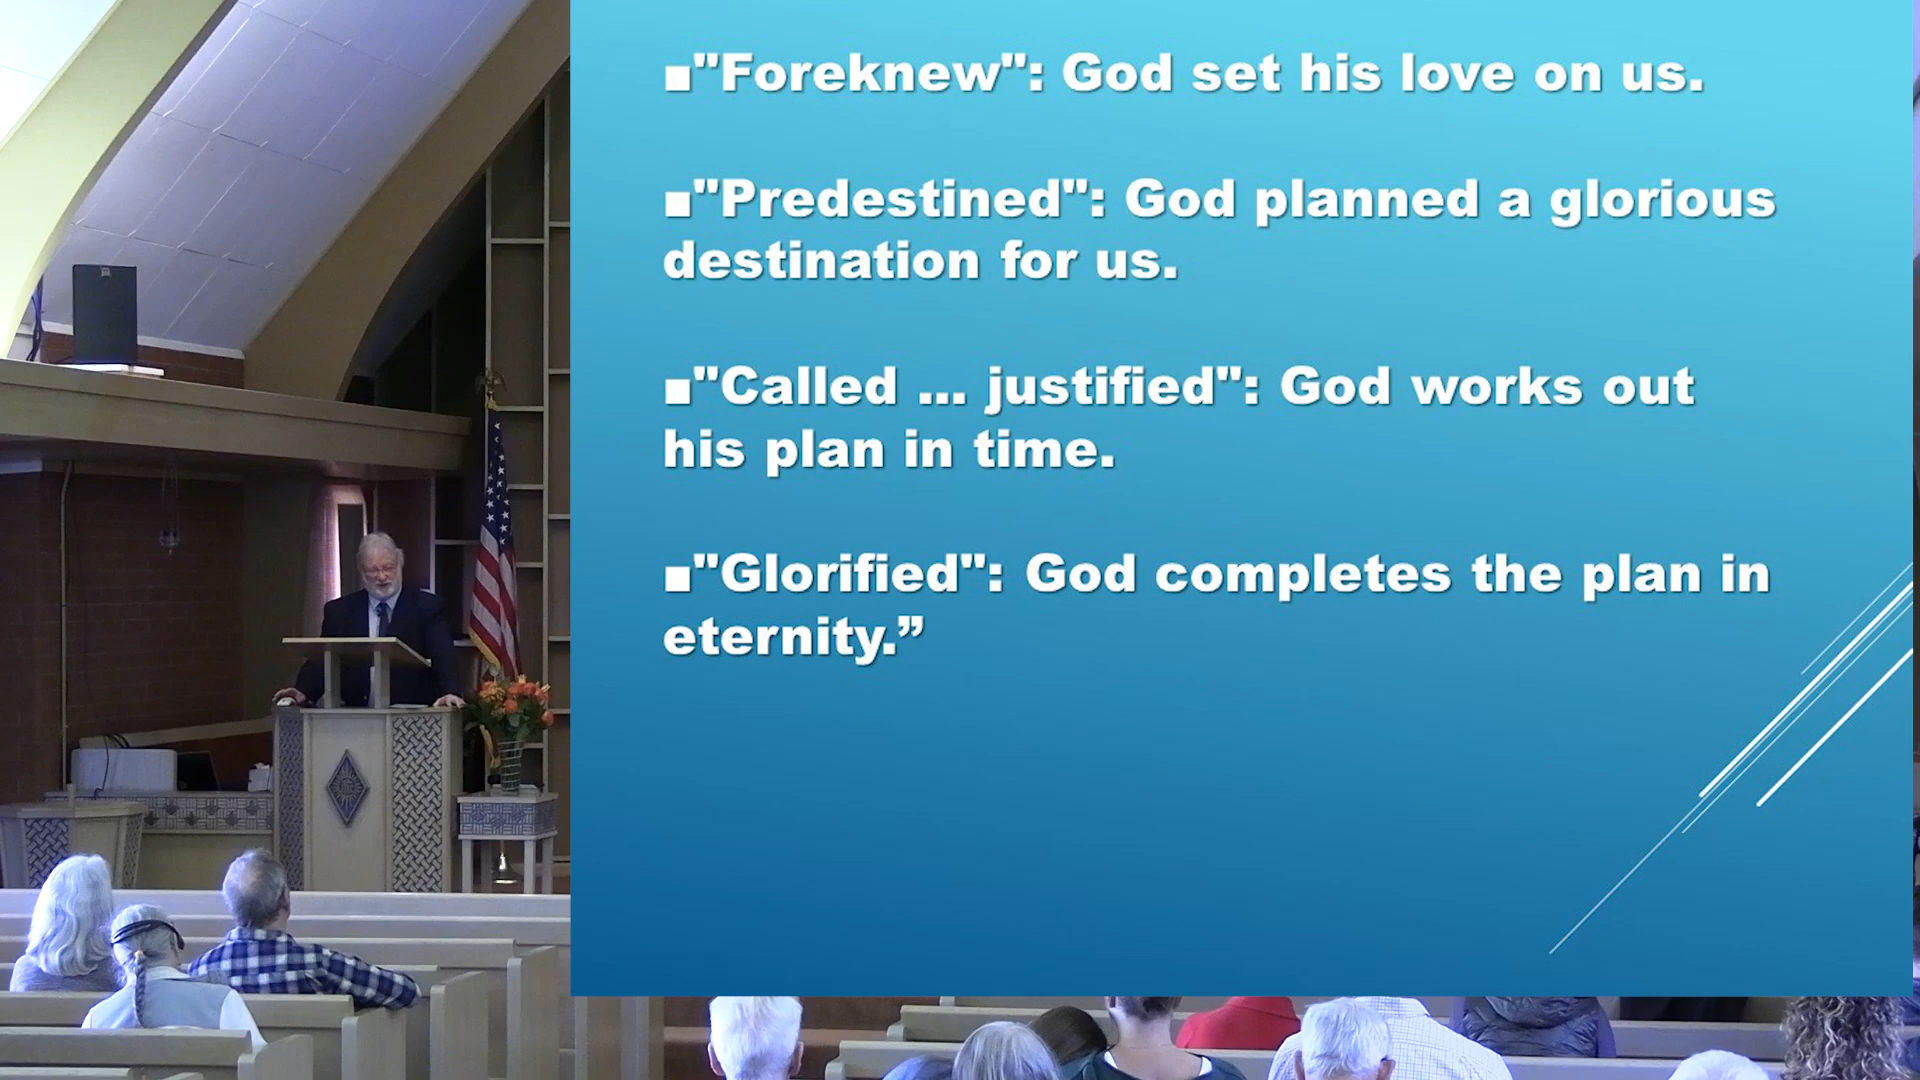 ■"Foreknew": God set his love on us.
■"Predestined": God planned a glorious
destination for us.
■"Called ... justified": God works out
his plan in time.
■"Glorified": God completes the plan in
eternity.”